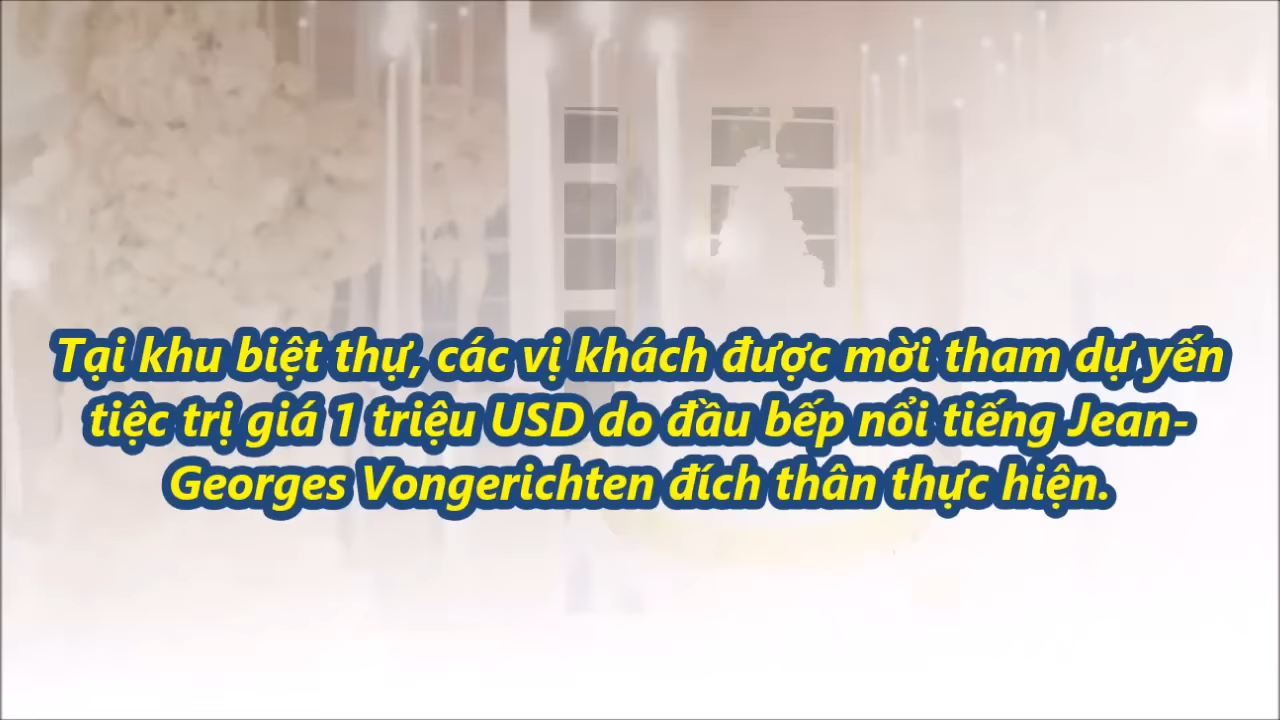 Tại khu biệt thự, các vị khách được mời tham dự yến
tiệc trị giá 1 triệu USD do đầu bếp nổi tiếng Jean-
Georges Vongerichten đích thân thực hiện.